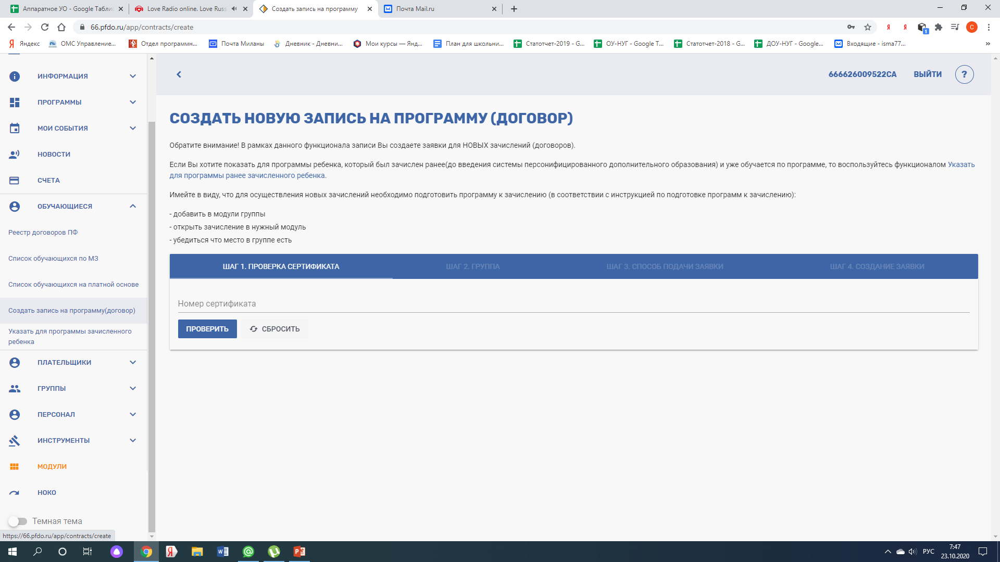 Аппаратное УО - Google Таблиц
Love Radio online. Love Russ
Создать запись на программу
Почта Mail.ru
66.pfdo.ru/app/contracts/create
С
Яндекс
ОМС Управление...
Отдел программн...
Почта Миланы
Дневник - Дневни...
Мои курсы — Янд...
План для школьни...
Статотчет-2019 - G...
ОУ-НУГ - Google Т...
Статотчет-2018 - G...
ДОУ-НУГ - Google...
Входящие - isma77...
»
ИНФОРМАЦИЯ
ПРОГРАММЫ
МОИ СОБЫТИЯ
НОВОСТИ
СЧЕТА
ОБУЧАЮЩИЕСЯ
Реестр договоров ПФ
Список обучающихся по МЗ
Список обучающихся на платной основе
Создать запись на программу(договор)
Указать для программы зачисленного
ребенка
ПЛАТЕЛЬЩИКИ
ГРУППЫ
ПЕРСОНАЛ
ИНСТРУМЕНТЫ
МОДУЛИ
НОКО
Темная тема
https://66.pfdo.ru/app/contracts/create
666626009522СА
ВЫЙТИ
?
СОЗДАТЬ НОВУЮ ЗАПИСЬ НА ПРОГРАММУ (ДОГОВОР)
Обратите внимание! В рамках данного функционала записи Вы создаете заявки для НОВЫХ зачислений (договоров).
Если Вы хотите показать для программы ребенка, который был зачислен ранее(до введения системы персонифицированного дополнительного образования) и уже обучается по программе, то воспользуйтесь функционалом Указать
для программы ранее зачисленного ребенка.
Имейте в виду, что для осуществления новых зачислений необходимо подготовить программу к зачислению (в соответствии с инструкцией по подготовке программ к зачислению):
- добавить в модули группы
- открыть зачисление в нужный модуль
- убедиться что место в группе есть
ШАГ 1. ПРОВЕРКА СЕРТИФИКАТА
ШАГ 2. ГРУППА
ШАГ 3. СПОСОБ ПОДАЧИ ЗАЯВКИ
ШАГ 4. СОЗДАНИЕ ЗАЯВКИ
Номер сертификата
ПРОВЕРИТЬ
СБРОСИТЬ
РУС
7:47
23.10.2020